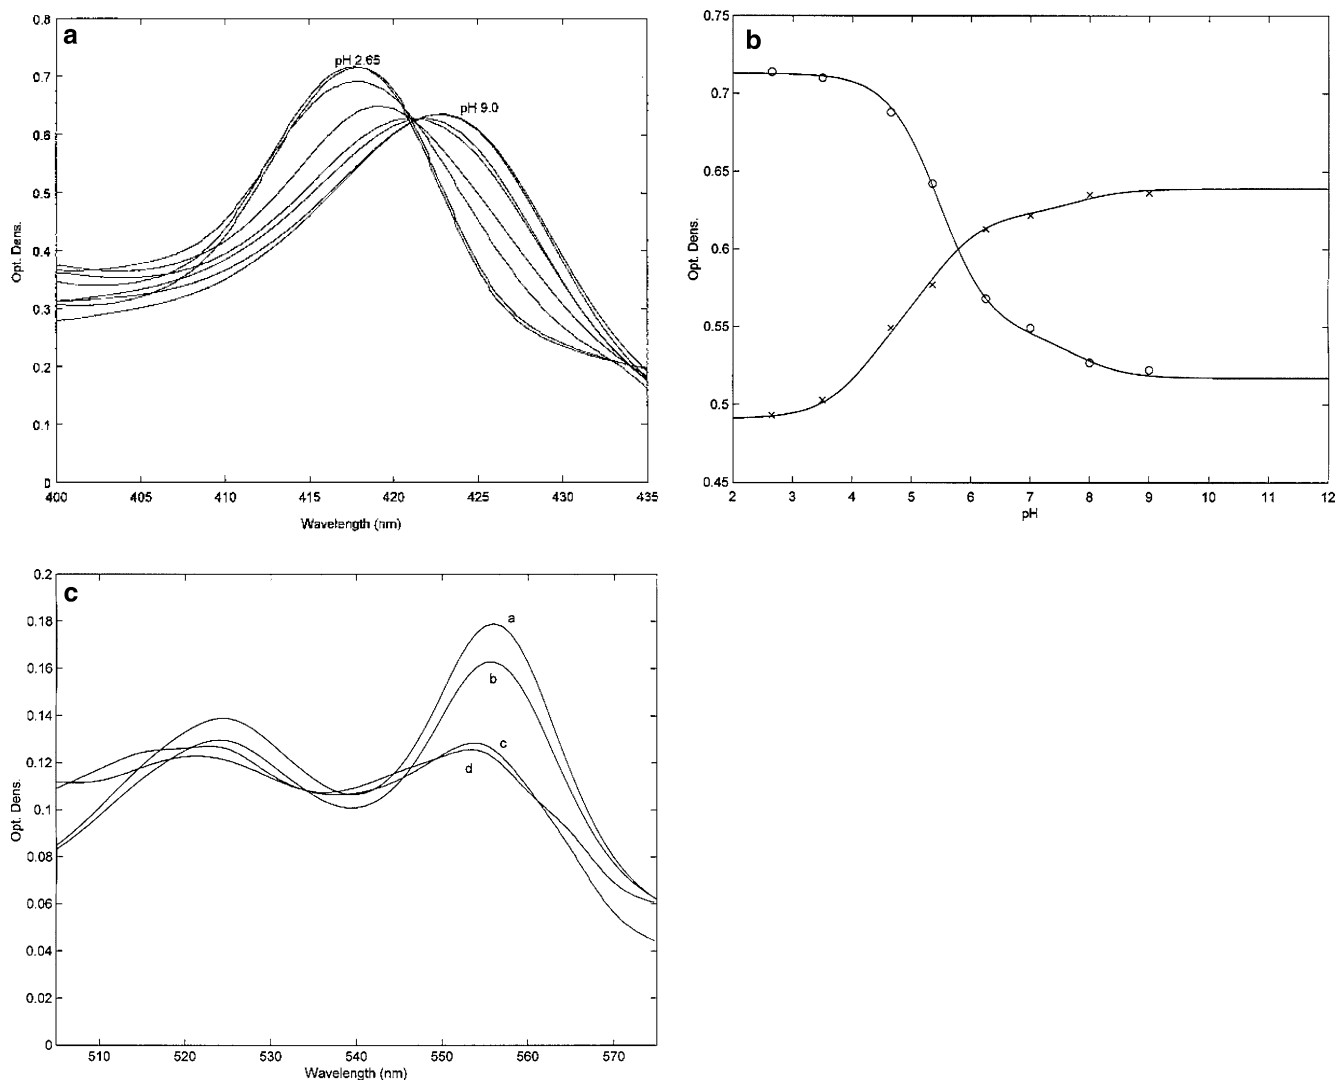 a
0.8
0.7
0.6
0.5
0.4
0.3
0.2
0.1
0
Opt. Dens.
pH 2.65
pH 9.0
400 405 410 415 420 425 430 435
Wavelength (nm)
b
0.75
0.7
0.65
0.6
0.55
0.5
0.45
Opt. Dens.
2 3 4 5 6 7 8 9 10 11 12
pH
c
0.2
0.18
0.16
0.14
0.12
0.1
0.08
0.06
0.04
0.02
0
Opt. Dens.
a
b
c
d
510 520 530 540 550 560 570
Wavelength (nm)